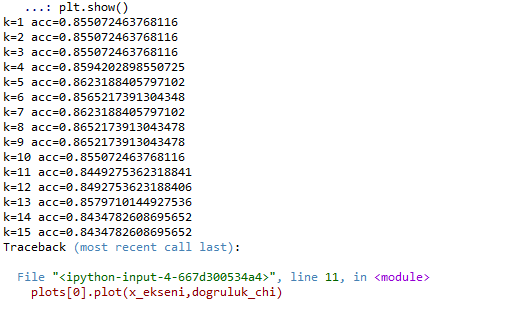 ...: plt.show()
k=1 acc=0.855072463768116
k=2 acc=0.855072463768116
k=3 acc=0.855072463768116
k=4 acc=0.8594202898550725
k=5 acc=0.8623188405797102
k=6 acc=0.8565217391304348
k=7 acc=0.8623188405797102
k=8 acc=0.8652173913043478
k=9 acc=0.8652173913043478
k=10 acc=0.855072463768116
k=11 acc=0.8449275362318841
k=12 acc=0.8492753623188406
k=13 acc=0.8579710144927536
k=14 acc=0.8434782608695652
k=15 acc=0.8434782608695652
Traceback (most recent call last):
File "<ipython-input-4-667d300534a4>", line 11, in <module>
plots[0].plot(x_ekseni,dogruluk_chi)